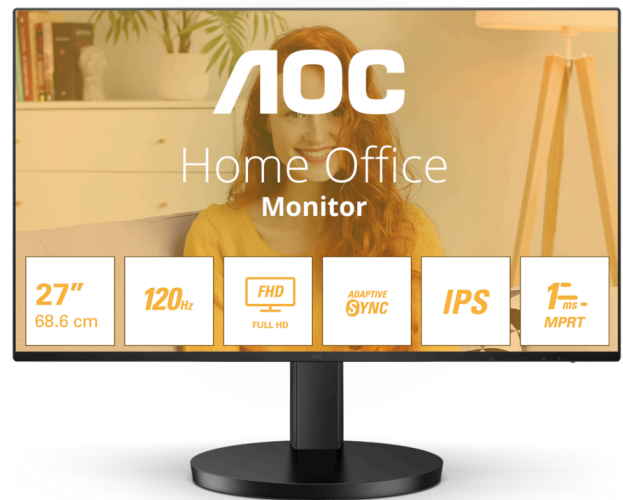 AOC
Home Office
Monitor
27"
68.6 cm
120Hz
FHD
FULL HD
ADAPTIVE
SYNC
IPS
1ms
MPRT